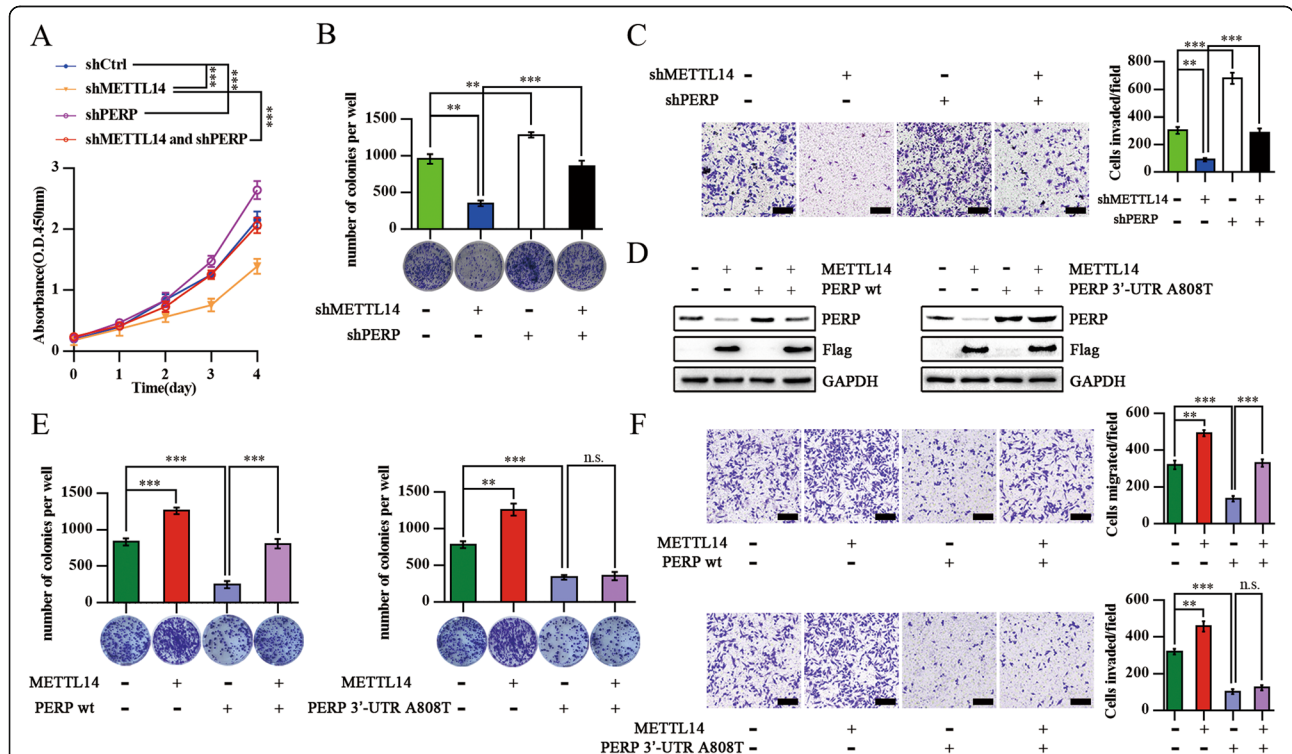 A
shCtrl
shMETTL14
shPERP
shMETTL14 and shPERP
***
***
***
Absorbance(O.D.450nm)
3
2
1
0
0 1 2 3 4
Time(day)
B
** ***
**
number of colonies per well
1500
1000
500
0
shMETTL14 - + - +
shPERP - - + +
C
shMETTL14 - + - +
shPERP - - + +
***
***
**
Cells invaded/field
800
600
400
200
0
shMETTL14 - + - +
shPERP - - + +
D
- + - + METTL14
- - + + PERP wt
PERP
Flag
GAPDH
- + - + METTL14
- - + + PERP 3'-UTR A808T
PERP
Flag
GAPDH
E
*** ***
***
number of colonies per well
1500
1000
500
0
METTL14 - + - +
PERP wt - - + +
*** n.s.
**
number of colonies per well
1500
1000
500
0
METTL14 - + - +
PERP 3'-UTR A808T - - + +
F
METTL14 - + - +
PERP wt - - + +
*** ***
**
Cells migrated/field
600
400
200
0
- + - +
- - + +
METTL14 - + - +
PERP 3'-UTR A808T - - + +
*** n.s.
**
Cells invaded/field
600
400
200
0
- + - +
- - + +